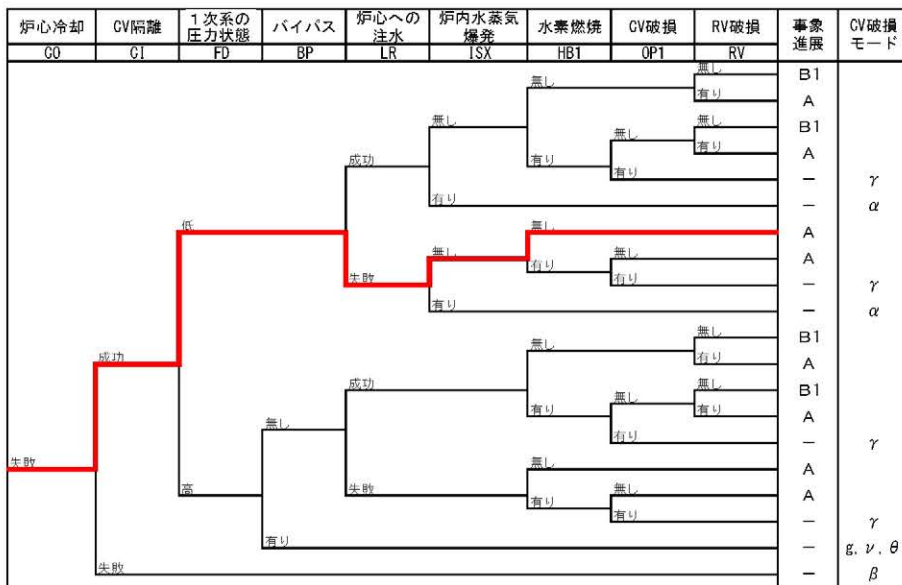 炉心冷却 CV隔離 1次系の圧力状態 バイパス 炉心への注水 炉内水蒸気爆発 水素燃焼 CV破損 RV破損 事象進展 CV破損モード
CO CI FD BP LR ISX HB1 OP1 RV
無し B1
無し
有り A
無し 無し B1
無し
有り A
成功 有り
有り － γ
有り － α
低 無し A
無し 無し A
有り
失敗 有り － γ
有り － α
無し B1
成功 無し
有り A
成功 無し B1
無し
有り 有り A
無し 有り － γ
失敗 無し A
高 失敗 無し A
有り
有り － γ
有り － g, ν, θ
失敗 － β